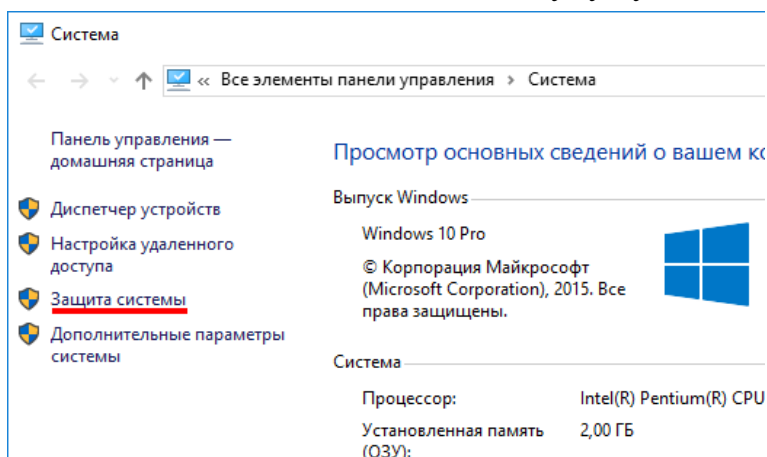 Система
« Все элементы панели управления › Система
Панель управления —
домашняя страница
Диспетчер устройств
Настройка удаленного
доступа
Защита системы
Дополнительные параметры
системы
Просмотр основных сведений о вашем ко
Выпуск Windows
Windows 10 Pro
© Корпорация Майкрософт
(Microsoft Corporation), 2015. Все
права защищены.
Система
Процессор: Intel(R) Pentium(R) CPU
Установленная память 2,00 ГБ
(ОЗУ):